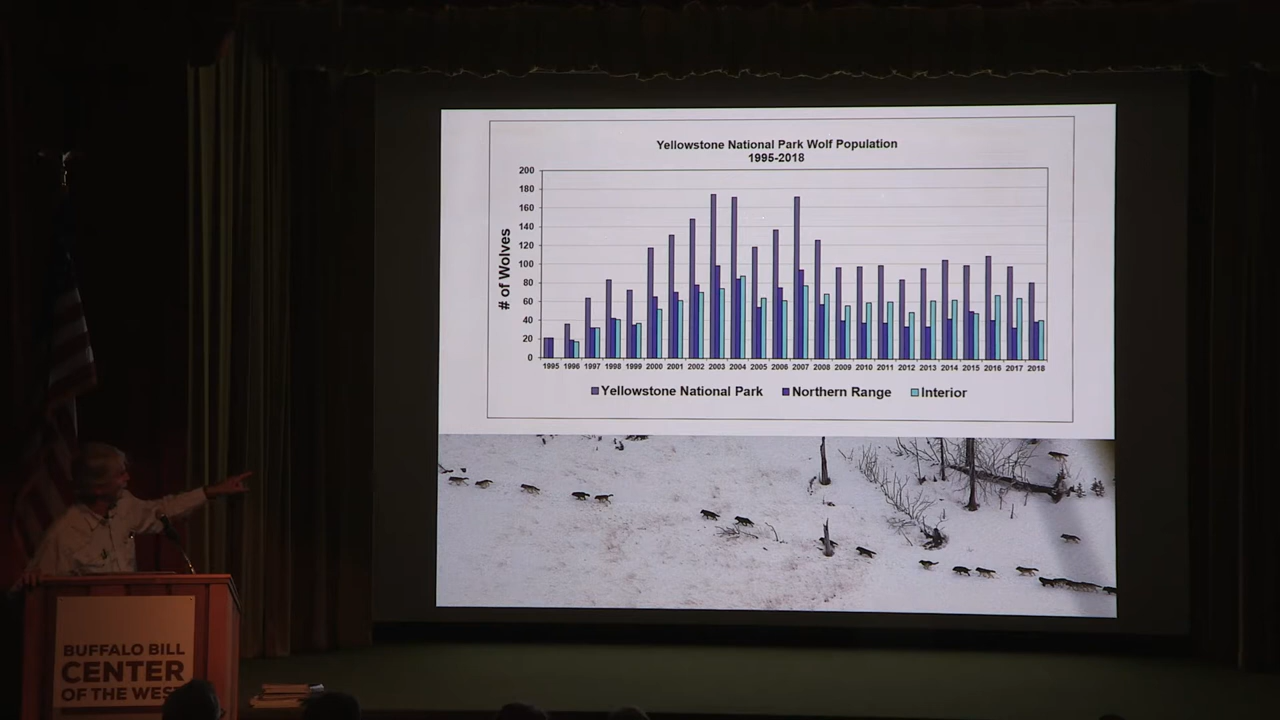 Yellowstone National Park Wolf Population
1995-2018
# of Wolves
200
180
160
140
120
100
80
60
40
20
0
1995 1996 1997 1998 1999 2000 2001 2002 2003 2004 2005 2006 2007 2008 2009 2010 2011 2012 2013 2014 2015 2016 2017 2018
Yellowstone National Park Northern Range Interior
BUFFALO BILL
CENTER
OF THE WEST